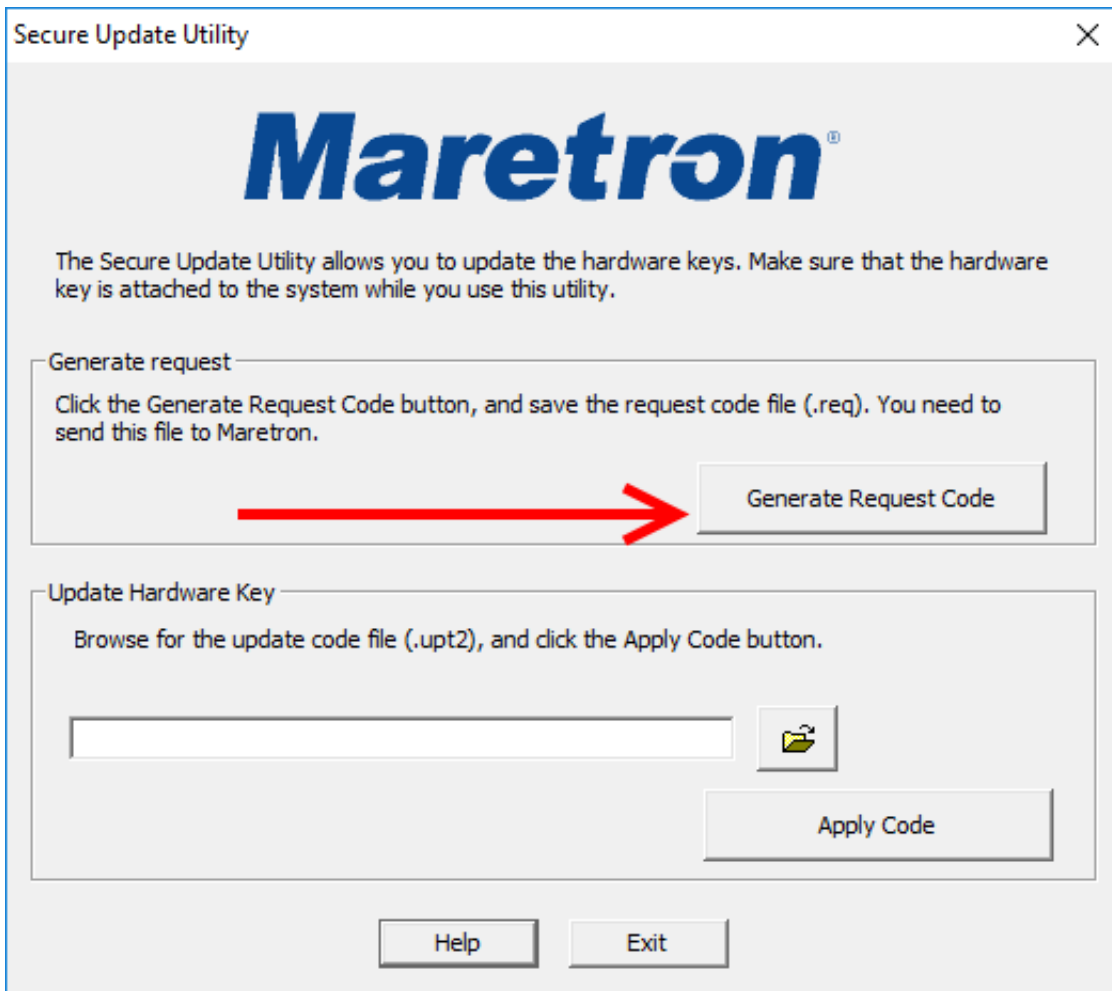 Secure Update Utility
Maretron®
The Secure Update Utility allows you to update the hardware keys. Make sure that the hardware
key is attached to the system while you use this utility.
Generate request
Click the Generate Request Code button, and save the request code file (.req). You need to
send this file to Maretron.
Generate Request Code
Update Hardware Key
Browse for the update code file (.upt2), and click the Apply Code button.
Apply Code
Help Exit